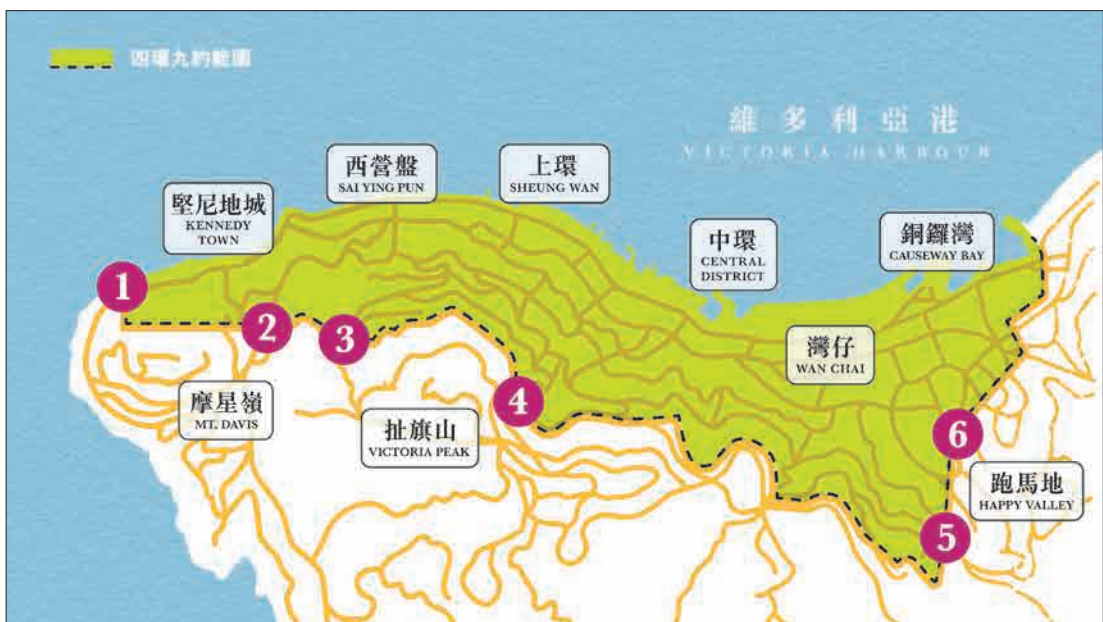 四環九約範圍
維多利亞港
VICTORIA HARBOUR
西營盤
SAI YING PUN
上環
SHEUNG WAN
堅尼地城
KENNEDY
TOWN
中環
CENTRAL
DISTRICT
銅鑼灣
CAUSEWAY BAY
1
2
3
灣仔
WAN CHAI
摩星嶺
MT. DAVIS
扯旗山
VICTORIA PEAK
4
6
跑馬地
HAPPY VALLEY
5